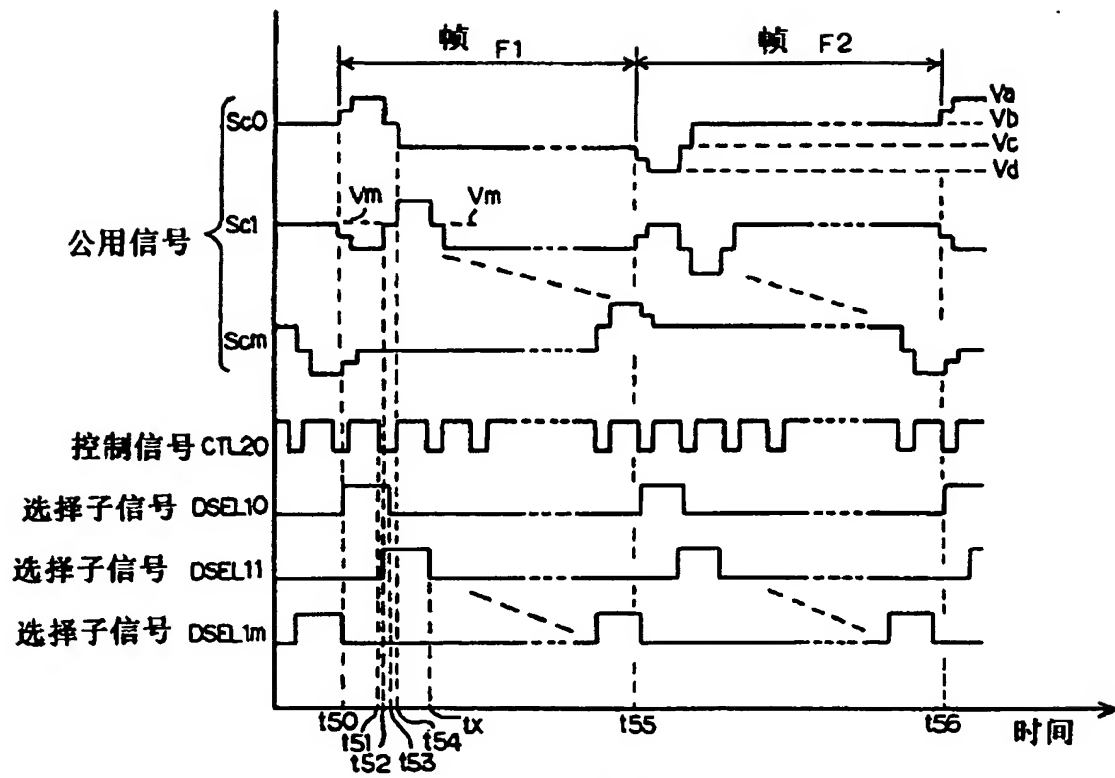 帧 F1
帧 F2
Sc0
Va
Vb
Vc
Vd
Vm
Vm
Sc1
公用信号
Scm
控制信号 CTL20
选择子信号 DSEL10
选择子信号 DSEL11
选择子信号 DSEL1m
t50
t51
t52
t53
t54
tx
t55
t56
时间